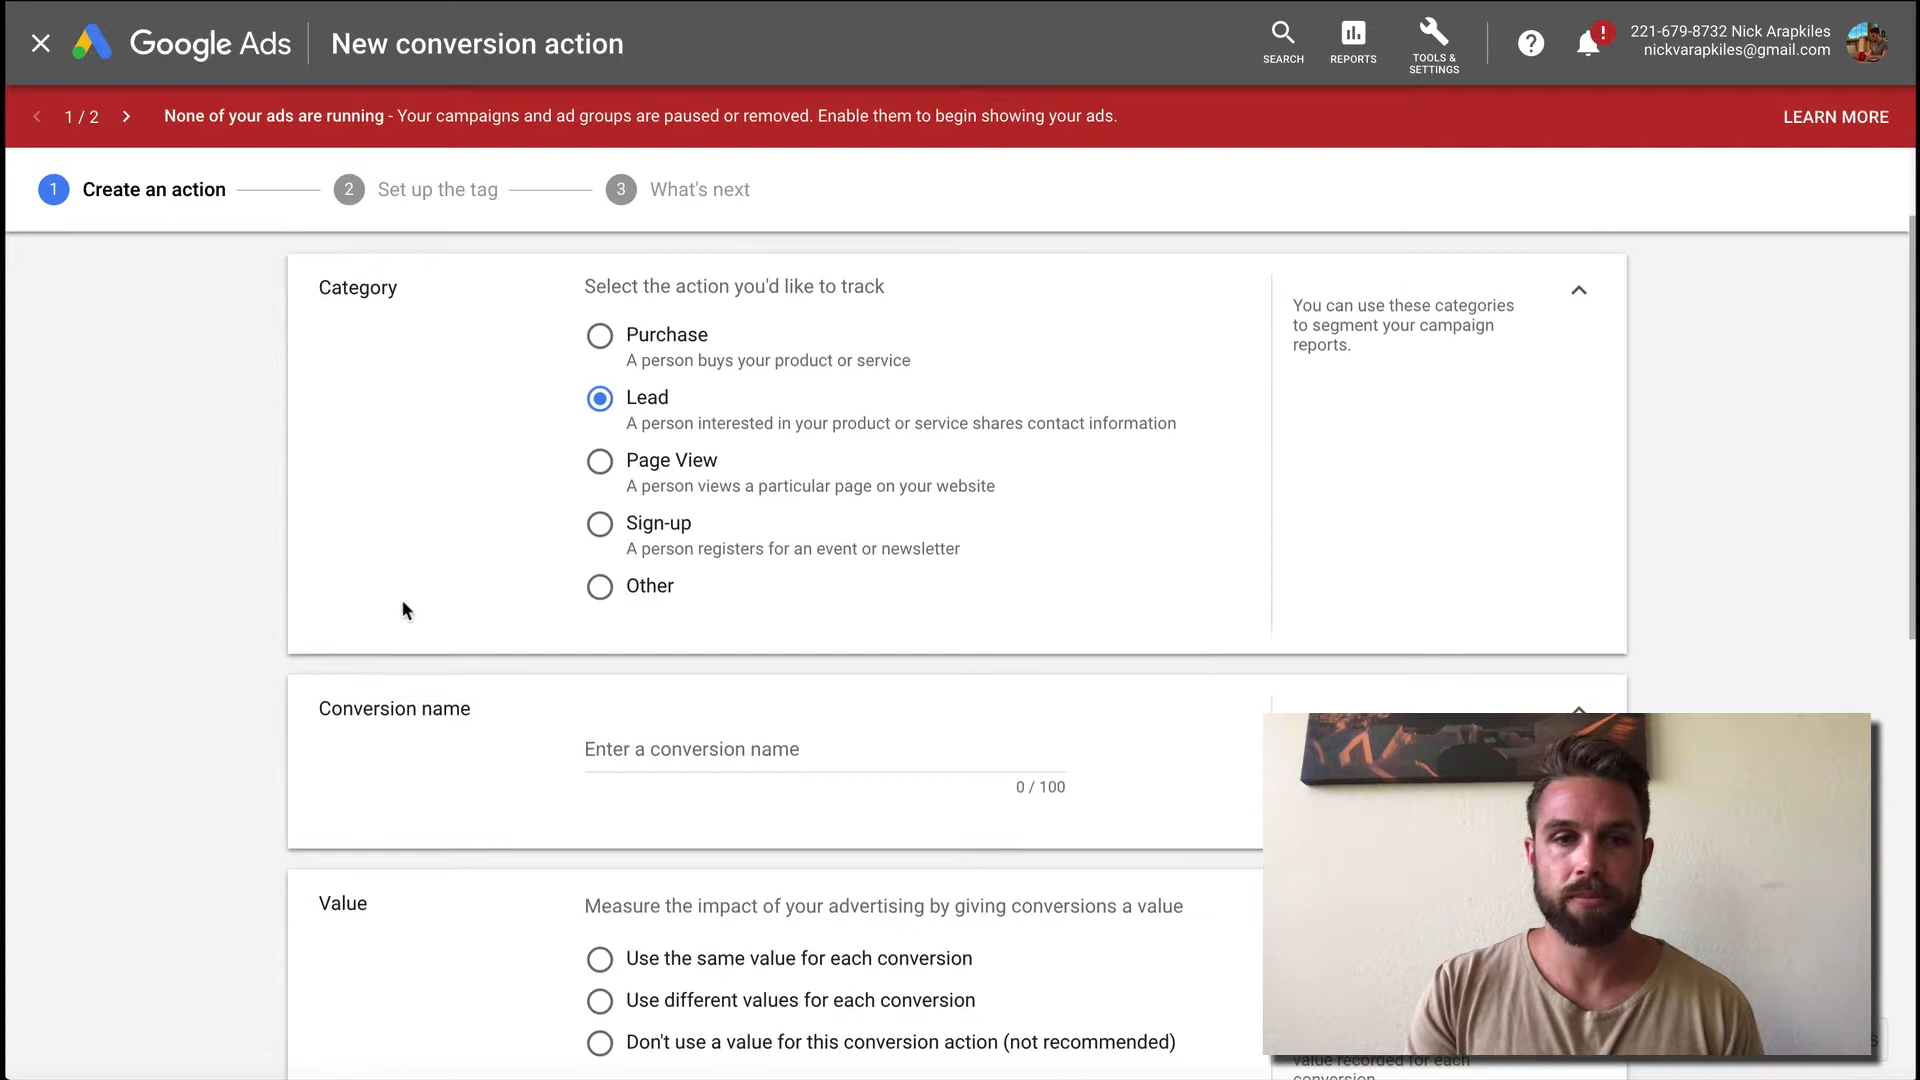 Google Ads
New conversion action
SEARCH
REPORTS
TOOLS &
SETTINGS
221-679-8732 Nick Arapkiles
nickvarapkiles@gmail.com
1 / 2
None of your ads are running - Your campaigns and ad groups are paused or removed. Enable them to begin showing your ads.
LEARN MORE
1 Create an action
2 Set up the tag
3 What's next
Category
Select the action you'd like to track
Purchase
A person buys your product or service
Lead
A person interested in your product or service shares contact information
Page View
A person views a particular page on your website
Sign-up
A person registers for an event or newsletter
Other
You can use these categories
to segment your campaign
reports.
Conversion name
Enter a conversion name
0 / 100
Value
Measure the impact of your advertising by giving conversions a value
Use the same value for each conversion
Use different values for each conversion
Don't use a value for this conversion action (not recommended)
value recorded for each
conversion